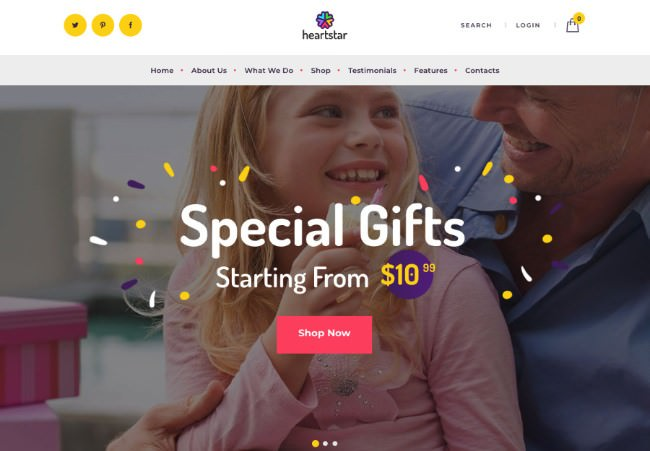 heartstar
SEARCH
LOGIN
0
Home
About Us
What We Do
Shop
Testimonials
Features
Contacts
Special Gifts
Starting From $10 99
Shop Now